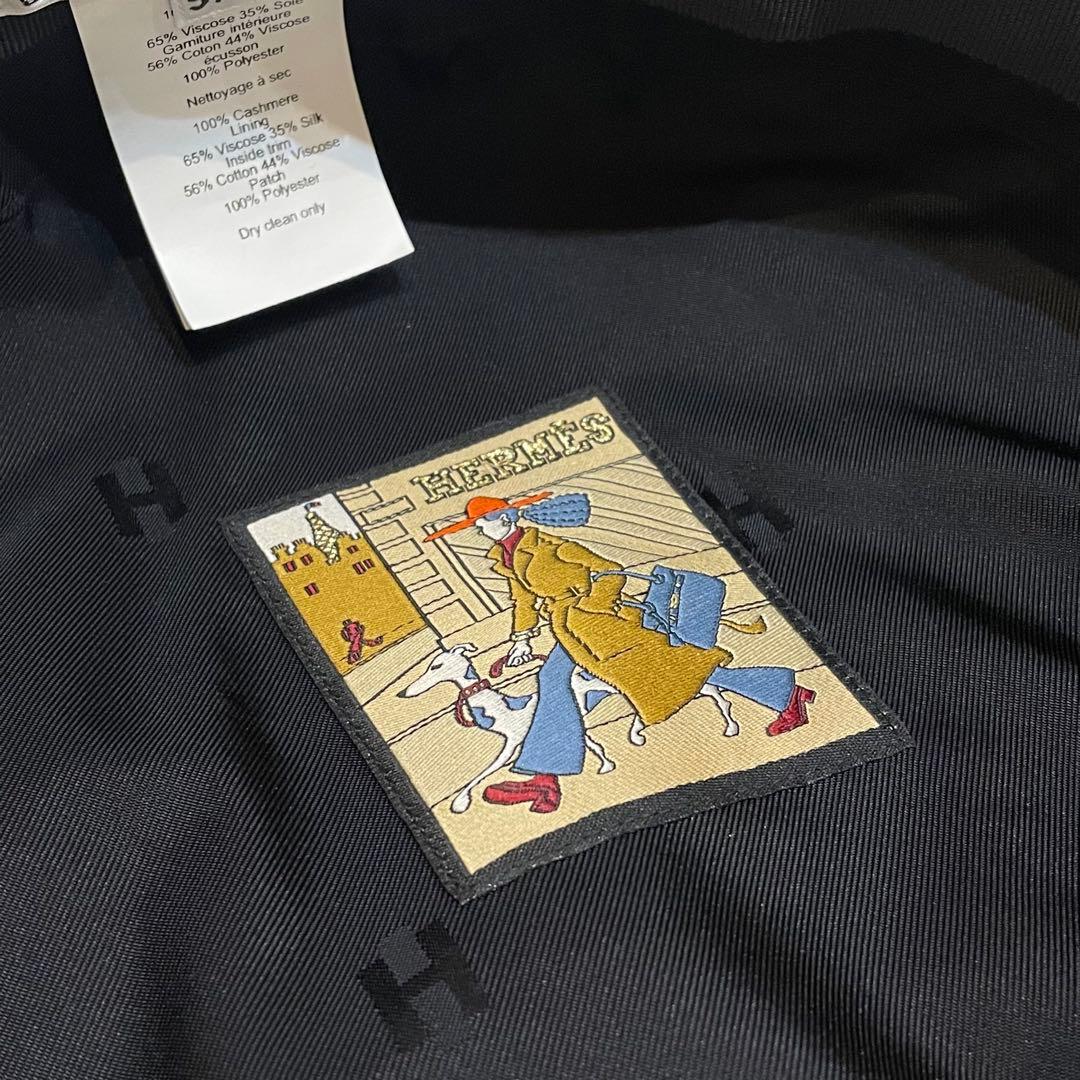 65% Viscose 35% Soie
Garniture intérieure
56% Coton 44% Viscose
écusson
100% Polyester
Nettoyage à sec
100% Cashmere
Lining
65% Viscose 35% Silk
Inside trim
56% Cotton 44% Viscose
Patch
100% Polyester
Dry clean only
HERMÈS
H
H
H